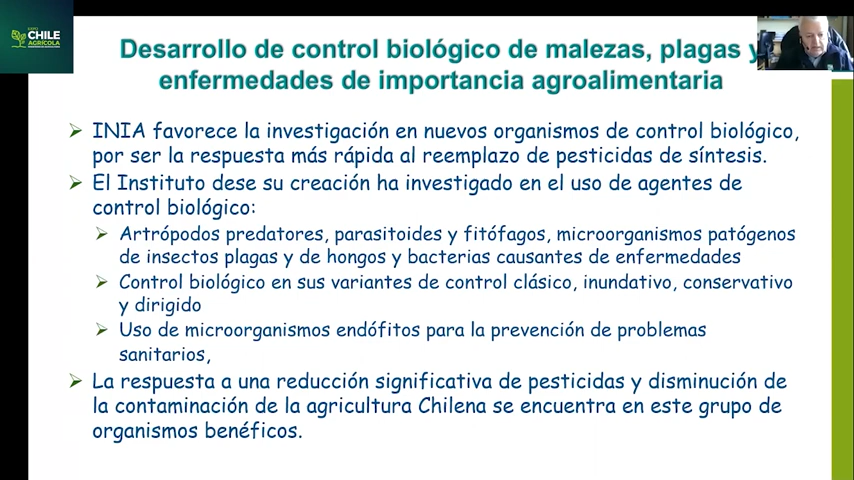 CHILE
AGRÍCOLA
Desarrollo de control biológico de malezas, plagas y
enfermedades de importancia agroalimentaria
INIA favorece la investigación en nuevos organismos de control biológico,
por ser la respuesta más rápida al reemplazo de pesticidas de síntesis.
El Instituto dese su creación ha investigado en el uso de agentes de
control biológico:
Artrópodos predatores, parasitoides y fitófagos, microorganismos patógenos
de insectos plagas y de hongos y bacterias causantes de enfermedades
Control biológico en sus variantes de control clásico, inundativo, conservativo
y dirigido
Uso de microorganismos endófitos para la prevención de problemas
sanitarios,
La respuesta a una reducción significativa de pesticidas y disminución de
la contaminación de la agricultura Chilena se encuentra en este grupo de
organismos benéficos.